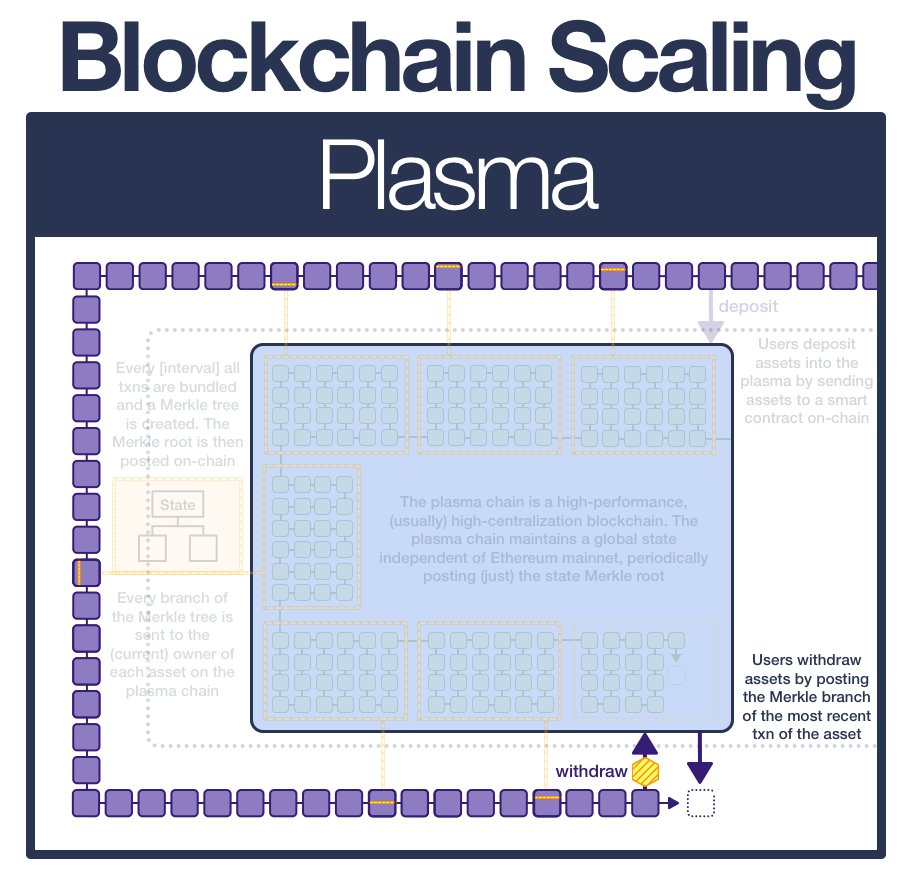 Blockchain Scaling
Plasma
deposit
Users deposit
assets into the
plasma by sending
assets to a smart
contract on-chain
Every [interval] all
txns are bundled
and a Merkle tree
is created. The
Merkle root is then
posted on-chain
State
The plasma chain is a high-performance,
(usually) high-centralization blockchain. The
plasma chain maintains a global state
independent of Ethereum mainnet, periodically
posting (just) the state Merkle root
Every branch of
the Merkle tree is
sent to the
(current) owner of
each asset on the
plasma chain
Users withdraw
assets by posting
the Merkle branch
of the most recent
txn of the asset
withdraw